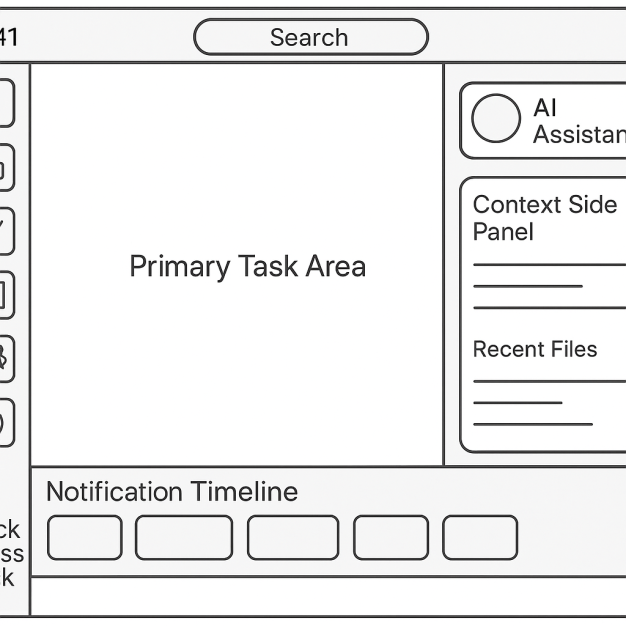 41
Search
AI
Assistan
Context Side
Panel
Primary Task Area
Recent Files
Notification Timeline
ck
ss
k